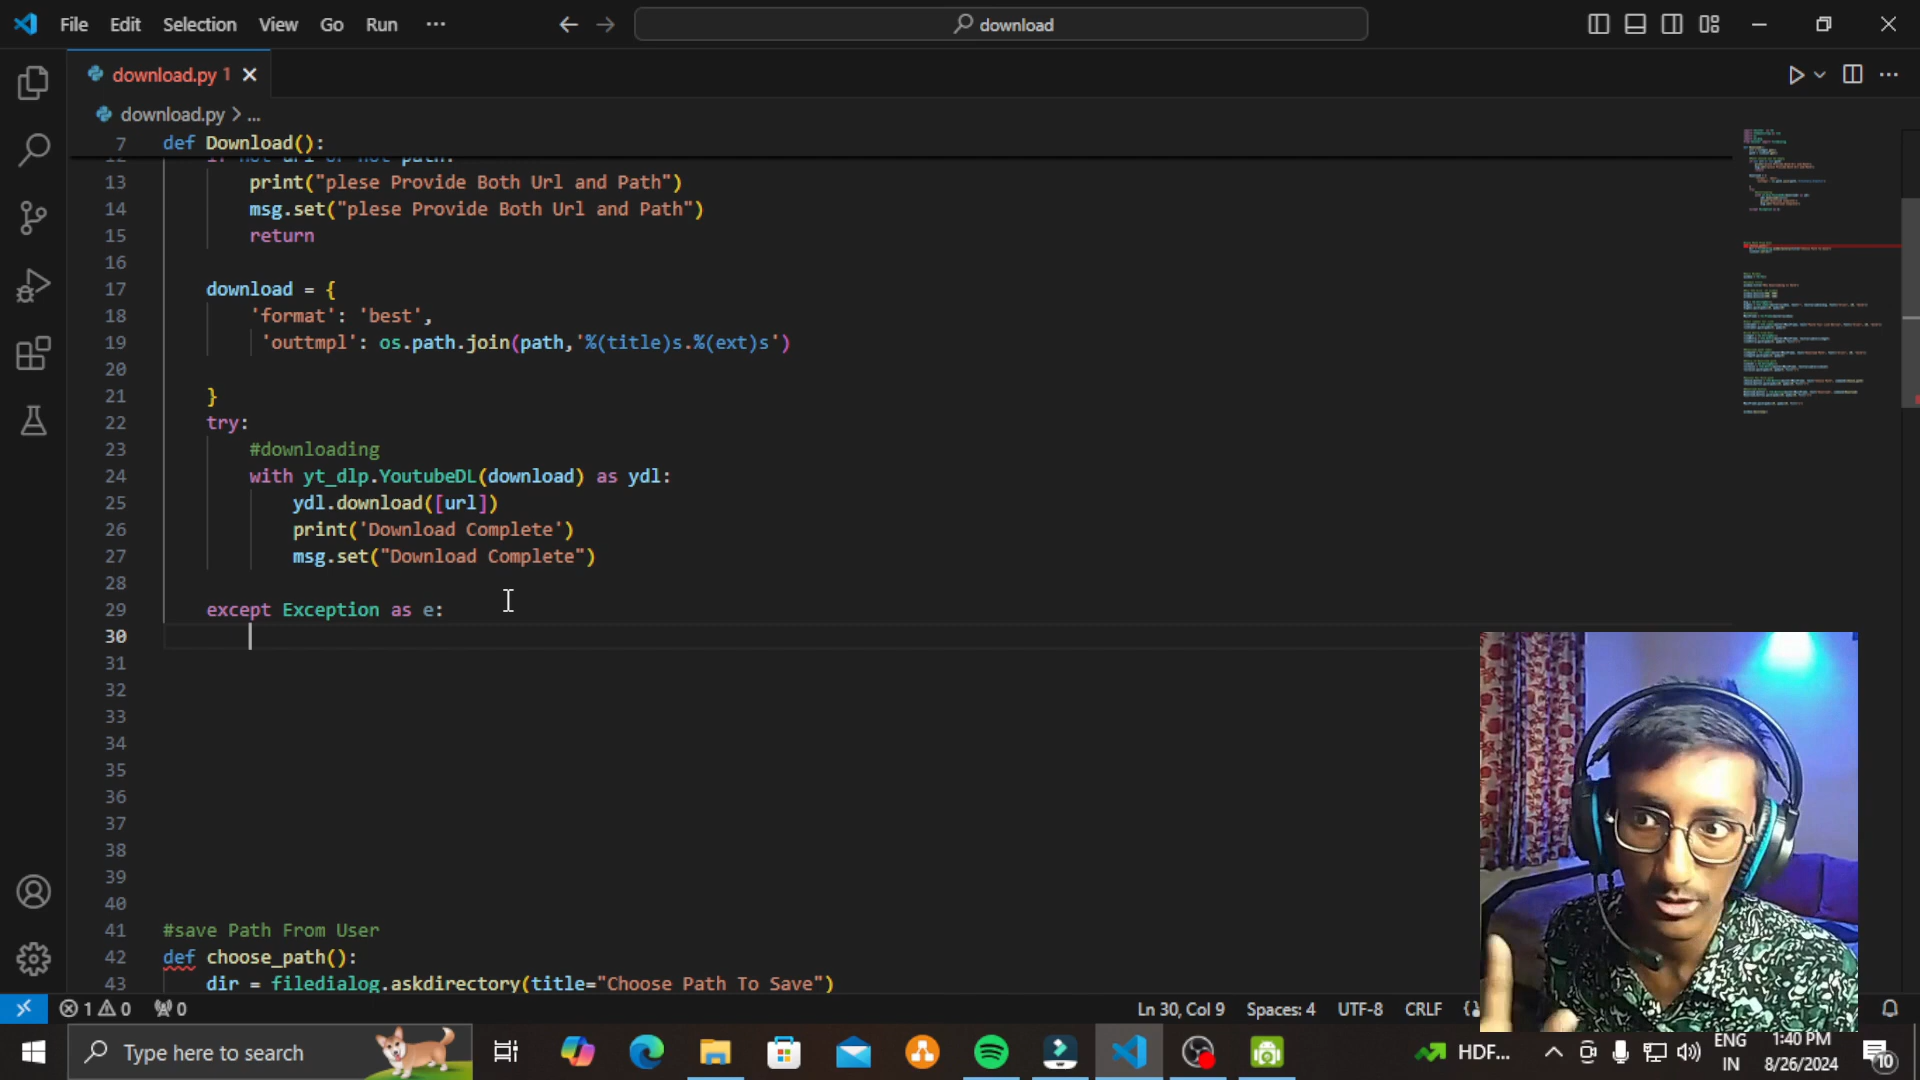 File Edit Selection View Go Run ··· download
download.py 1
download.py > ...
7 def Download():
13 print("plese Provide Both Url and Path")
14 msg.set("plese Provide Both Url and Path")
15 return
16
17 download = {
18 'format': 'best',
19 'outtmpl': os.path.join(path,'%(title)s.%(ext)s')
20
21 }
22 try:
23 #downloading
24 with yt_dlp.YoutubeDL(download) as ydl:
25 ydl.download([url])
26 print('Download Complete')
27 msg.set("Download Complete")
28
29 except Exception as e:
30
31
32
33
34
35
36
37
38
39
40
41 #save Path From User
42 def choose_path():
43 dir = filedialog.askdirectory(title="Choose Path To Save")
1 0 0 Ln 30, Col 9 Spaces: 4 UTF-8 CRLF
Type here to search HDF... ENG IN 1:40 PM 8/26/2024 10